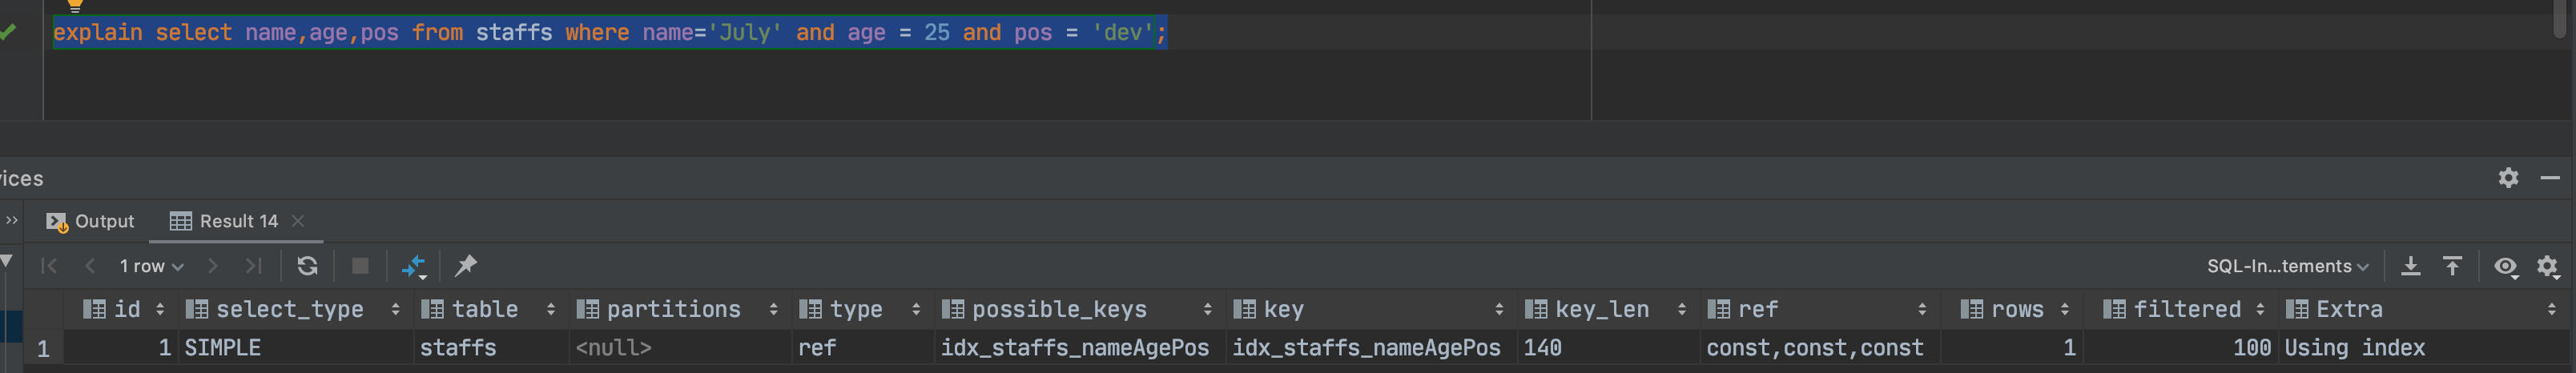 explain select name,age,pos from staffs where name='July' and age = 25 and pos = 'dev';
vices
Output Result 14
1 row SQL-In...tements
id select_type table partitions type possible_keys key key_len ref rows filtered Extra
1 1 SIMPLE staffs <null> ref idx_staffs_nameAgePos idx_staffs_nameAgePos 140 const,const,const 1 100 Using index